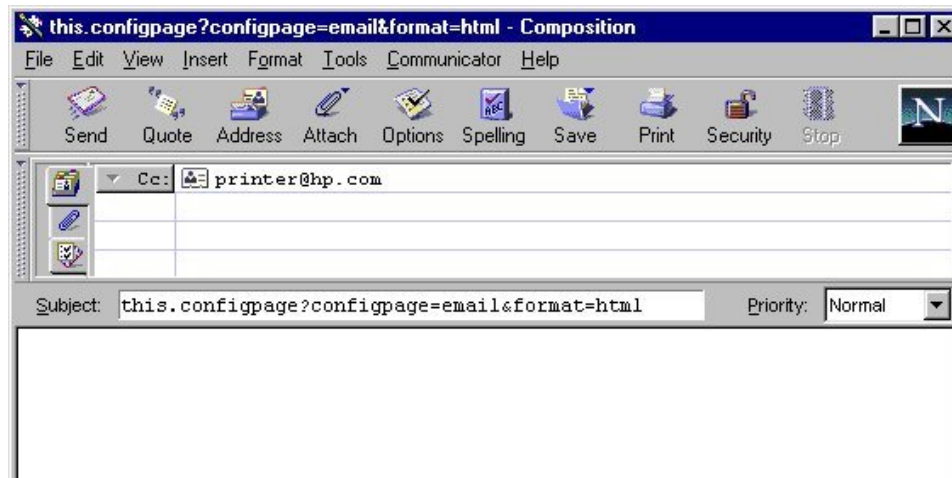 this.configpage?configpage=email&format=html - Composition
File Edit View Insert Format Tools Communicator Help
Send Quote Address Attach Options Spelling Save Print Security Stop
N
Cc: printer@hp.com
Subject: this.configpage?configpage=email&format=html Priority: Normal